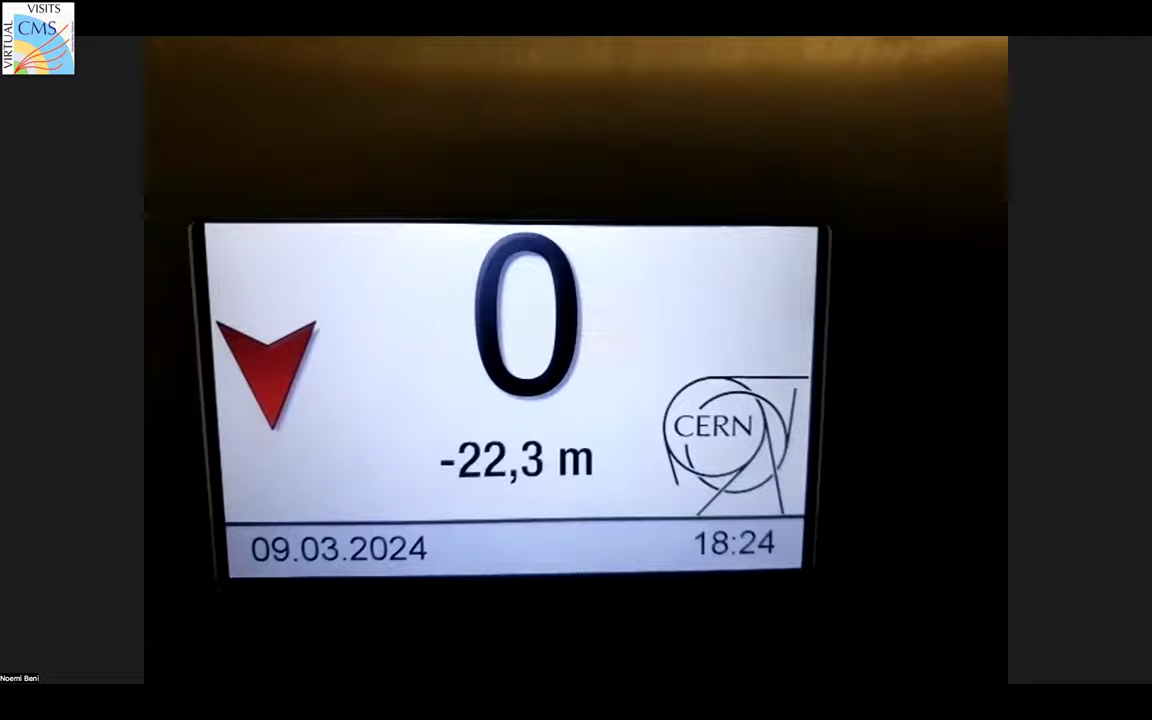 VISITS
CMS
VIRTUAL
0
-22,3 m
CERN
09.03.2024
18:24
Noemi Beni